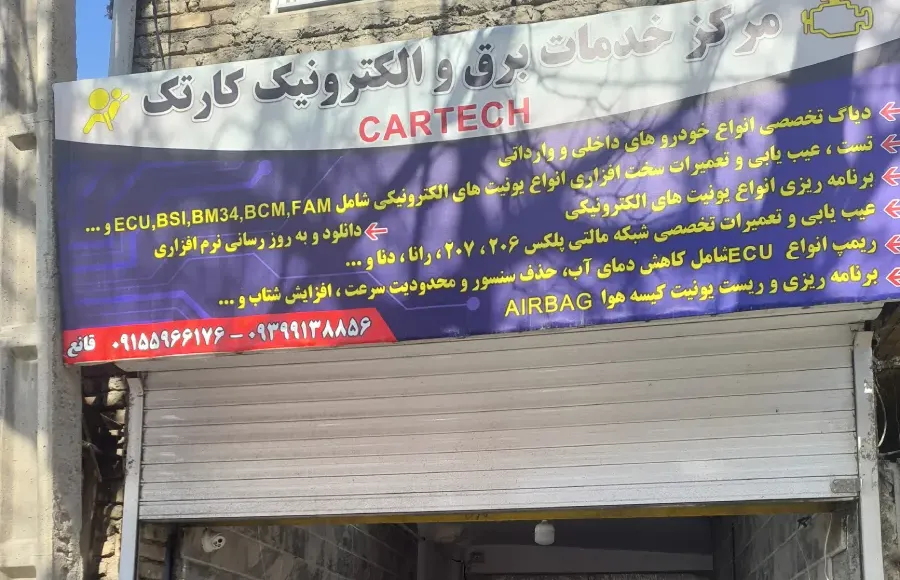 مرکز خدمات برق و الکترونیک کارتک
CARTECH
دیاگ تخصصی انواع خودرو های داخلی و وارداتی
تست ، عیب یابی و تعمیرات سخت افزاری انواع یونیت های الکترونیکی شامل ECU,BSI,BM34,BCM,FAM و ...
برنامه ریزی انواع یونیت های الکترونیکی
دانلود و به روز رسانی نرم افزاری
عیب یابی و تعمیرات تخصصی شبکه مالتی پلکس ۲۰۶ ، ۲۰۷ ، رانا ، دنا و ...
ریمپ انواع ECU شامل کاهش دمای آب، حذف سنسور و محدودیت سرعت ، افزایش شتاب و ...
برنامه ریزی و ریست یونیت کیسه هوا AIRBAG
۰۹۱۵۵۹۶۶۱۷۶ – ۰۹۳۹۹۱۳۸۸۵۶ قانع